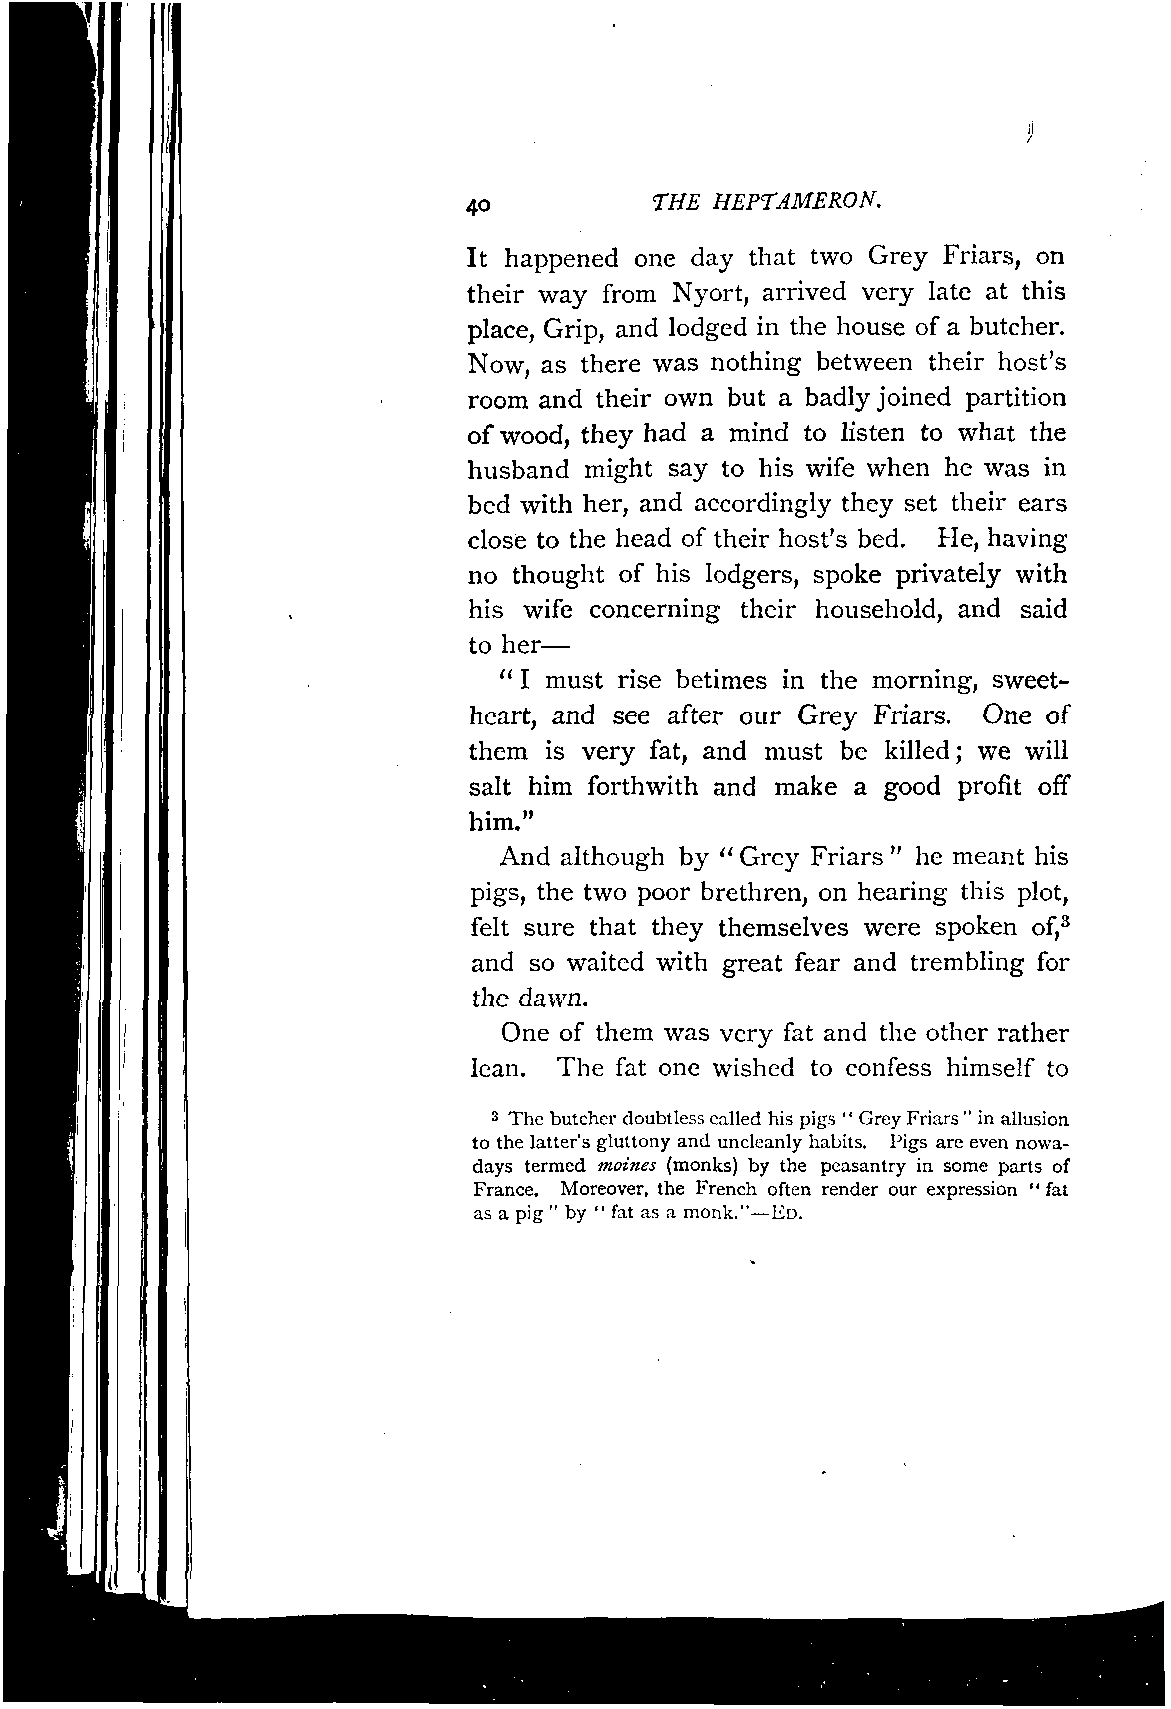 40 THE HEPTAMERON.
It happened one day that two Grey Friars, on
their way from Nyort, arrived very late at this
place, Grip, and lodged in the house of a butcher.
Now, as there was nothing between their host's
room and their own but a badly joined partition
of wood, they had a mind to listen to what the
husband might say to his wife when he was in
bed with her, and accordingly they set their ears
close to the head of their host's bed. He, having
no thought of his lodgers, spoke privately with
his wife concerning their household, and said
to her—
"I must rise betimes in the morning, sweet-
heart, and see after our Grey Friars. One of
them is very fat, and must be killed; we will
salt him forthwith and make a good profit off
him."
And although by "Grey Friars" he meant his
pigs, the two poor brethren, on hearing this plot,
felt sure that they themselves were spoken of,³
and so waited with great fear and trembling for
the dawn.
One of them was very fat and the other rather
lean. The fat one wished to confess himself to
³ The butcher doubtless called his pigs "Grey Friars" in allusion
to the latter's gluttony and uncleanly habits. Pigs are even nowa-
days termed moines (monks) by the peasantry in some parts of
France. Moreover, the French often render our expression "fat
as a pig" by "fat as a monk."—ED.